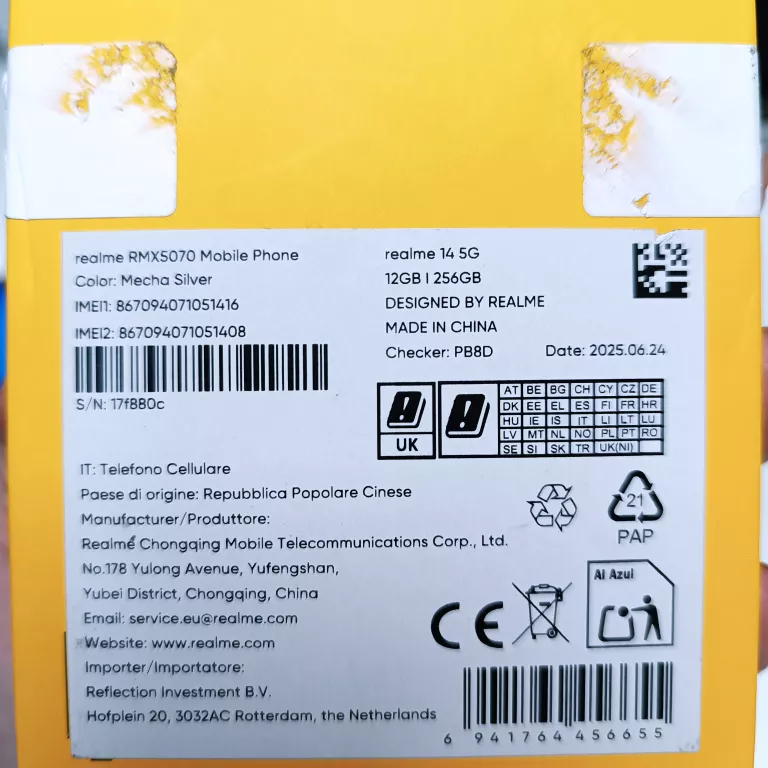 realme RMX5070 Mobile Phone
Color: Mecha Silver
IMEI1: 867094071051416
IMEI2: 867094071051408
S/N: 17f880c
realme 14 5G
12GB | 256GB
DESIGNED BY REALME
MADE IN CHINA
Checker: PB8D Date: 2025.06.24
UK
AT BE BG CH CY CZ DE
DK EE EL ES FI FR HR
HU IE IS IT LI LT LU
LV MT NL NO PL PT RO
SE SI SK TR UK(NI)
IT: Telefono Cellulare
Paese di origine: Repubblica Popolare Cinese
Manufacturer/Produttore:
Realme Chongqing Mobile Telecommunications Corp., Ltd.
No.178 Yulong Avenue, Yufengshan,
Yubei District, Chongqing, China
Email: service.eu@realme.com
Website: www.realme.com
Importer/Importatore:
Reflection Investment B.V.
Hofplein 20, 3032AC Rotterdam, the Netherlands
21
PAP
CE
Al Azul
6 941764 456655